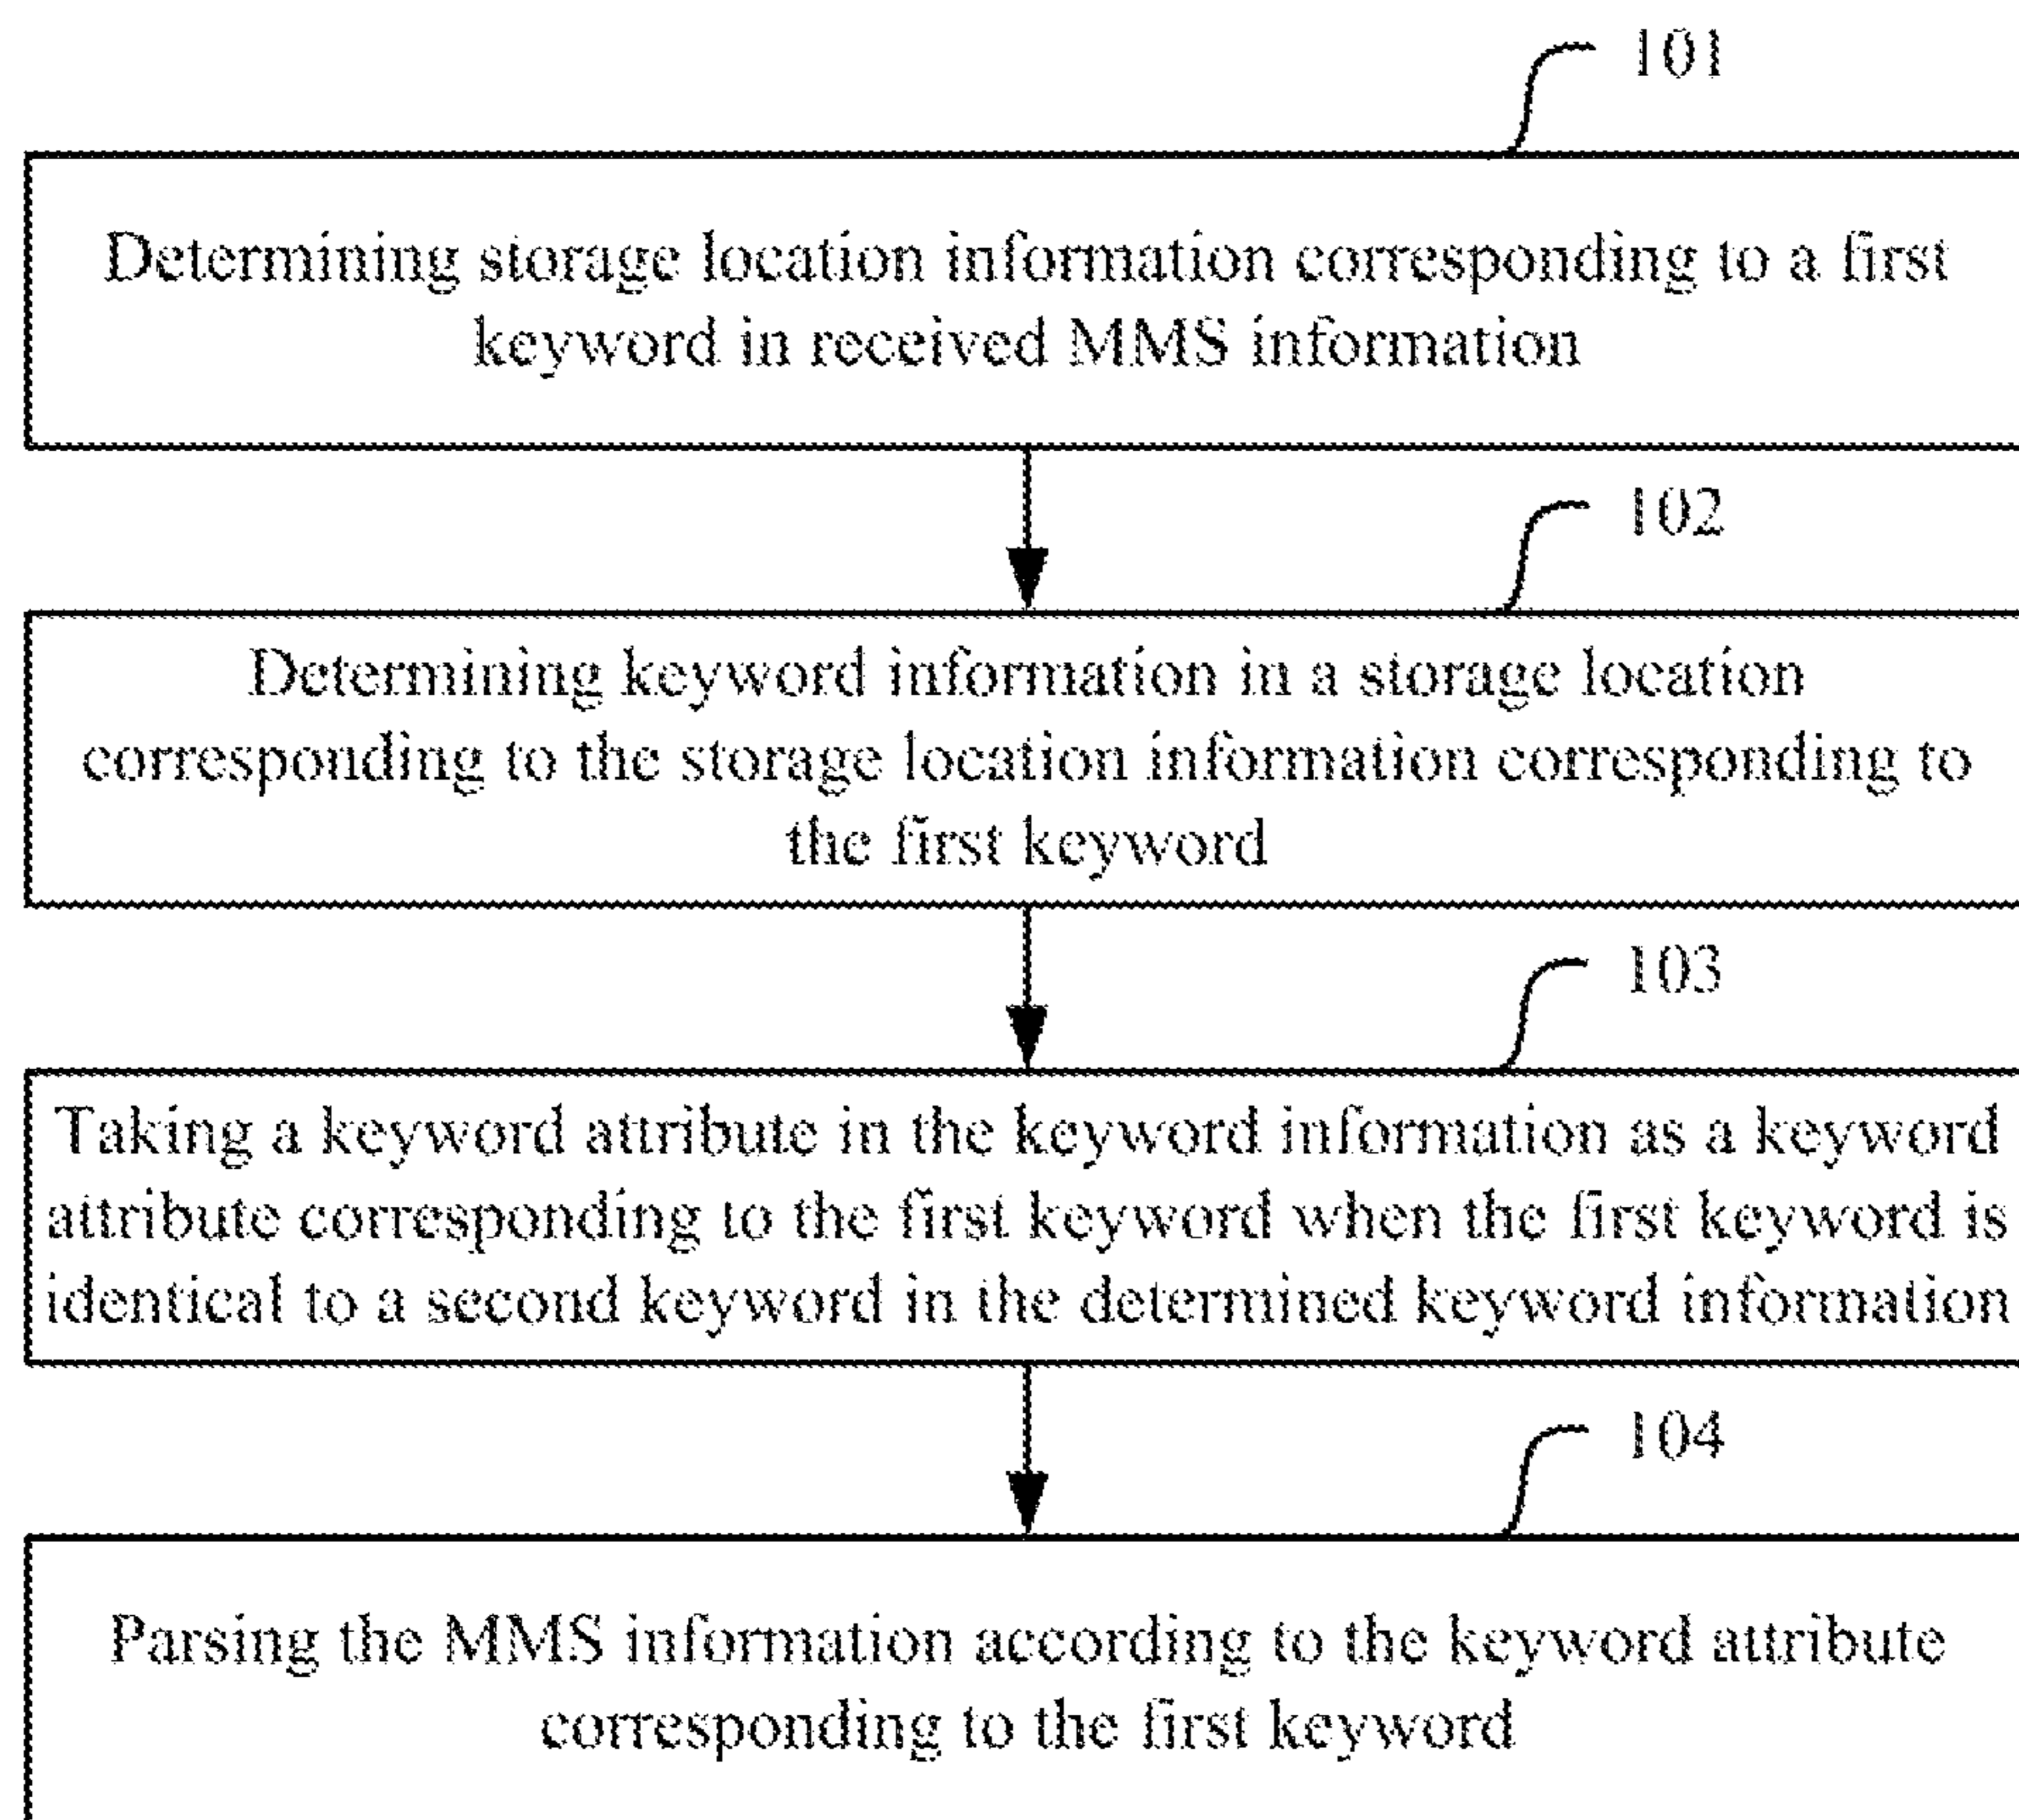 101
Determining storage location information corresponding to a first
keyword in received MMS information
102
Determining keyword information in a storage location
corresponding to the storage location information corresponding to
the first keyword
103
Taking a keyword attribute in the keyword information as a keyword
attribute corresponding to the first keyword when the first keyword is
identical to a second keyword in the determined keyword information
104
Parsing the MMS information according to the keyword attribute
corresponding to the first keyword